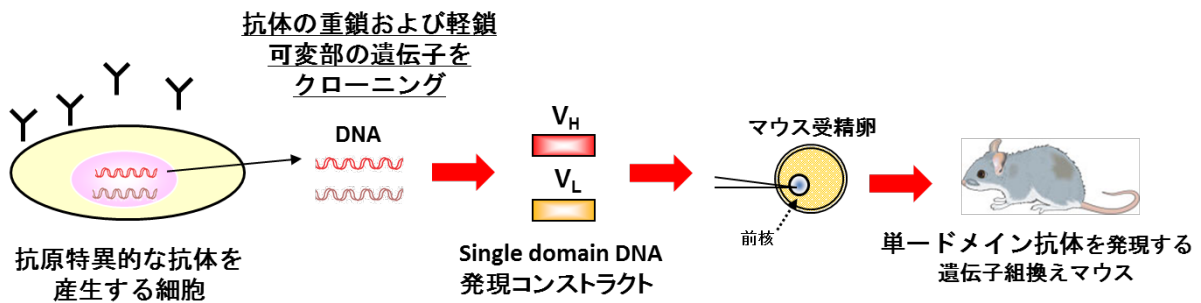 抗体の重鎖および軽鎖
可変部の遺伝子を
クローニング
DNA
抗原特異的な抗体を
産生する細胞
VH
VL
Single domain DNA
発現コンストラクト
マウス受精卵
前核
単一ドメイン抗体を発現する
遺伝子組換えマウス